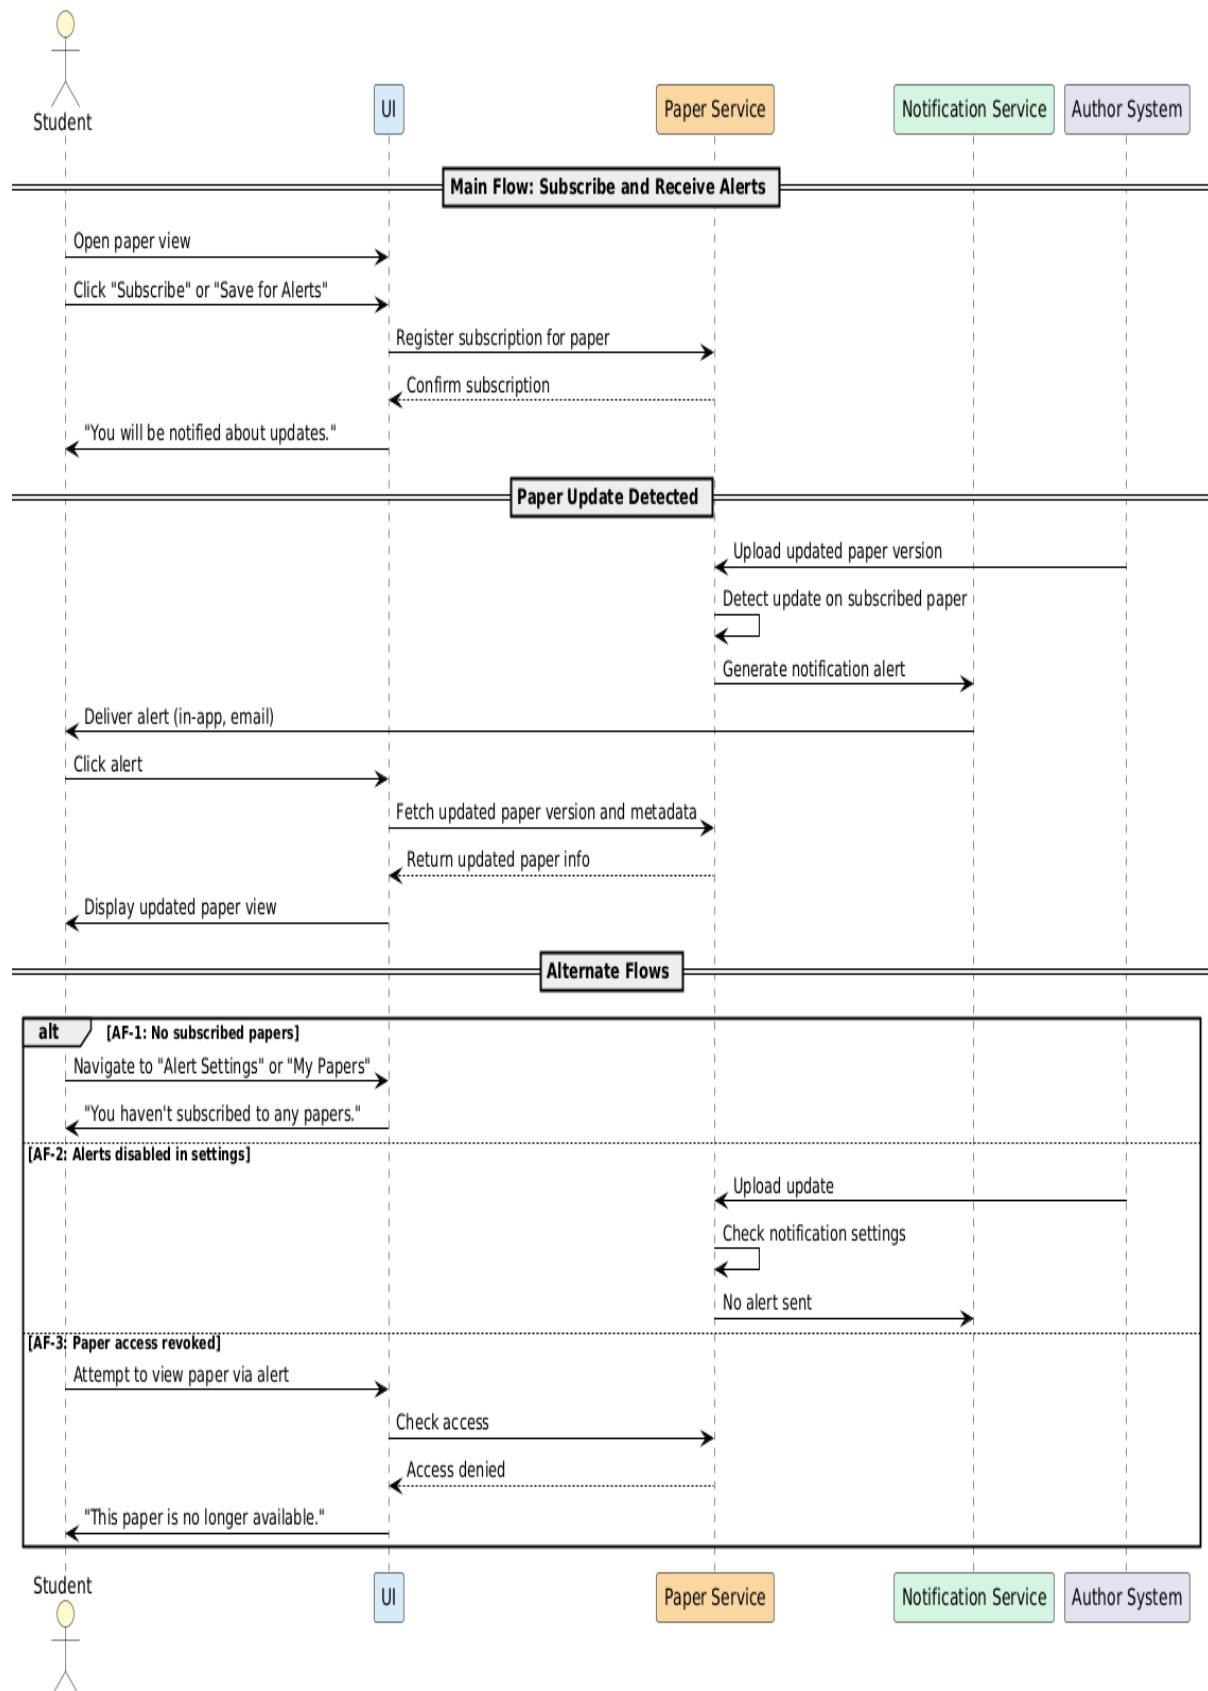 Student
UI
Paper Service
Notification Service
Author System
Main Flow: Subscribe and Receive Alerts
Open paper view
Click "Subscribe" or "Save for Alerts"
Register subscription for paper
Confirm subscription
"You will be notified about updates."
Paper Update Detected
Upload updated paper version
Detect update on subscribed paper
Generate notification alert
Deliver alert (in-app, email)
Click alert
Fetch updated paper version and metadata
Return updated paper info
Display updated paper view
Alternate Flows
alt
[AF-1: No subscribed papers]
Navigate to "Alert Settings" or "My Papers"
"You haven't subscribed to any papers."
[AF-2: Alerts disabled in settings]
Upload update
Check notification settings
No alert sent
[AF-3: Paper access revoked]
Attempt to view paper via alert
Check access
Access denied
"This paper is no longer available."
Student
UI
Paper Service
Notification Service
Author System